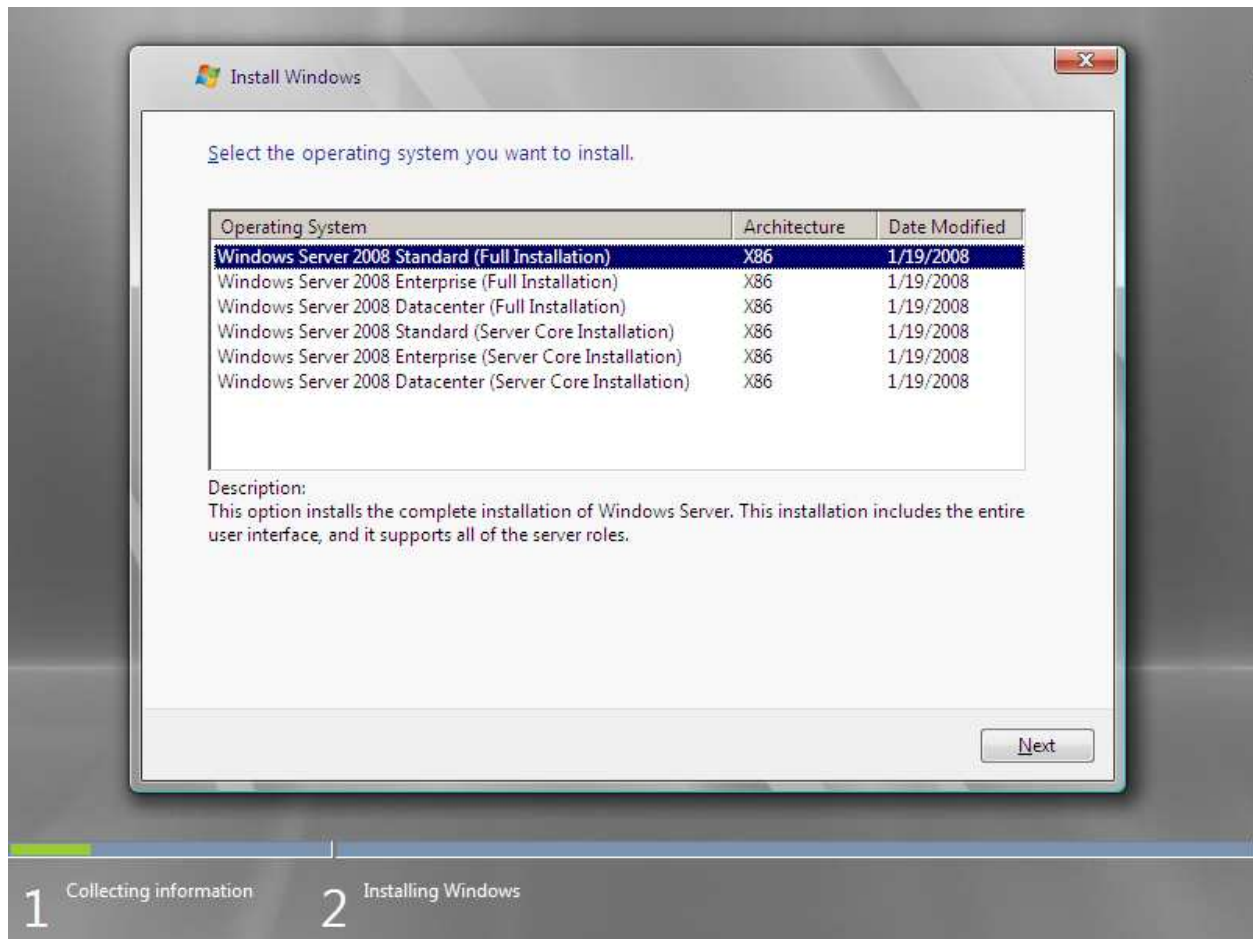 Install Windows
Select the operating system you want to install.
Operating System Architecture Date Modified
Windows Server 2008 Standard (Full Installation) X86 1/19/2008
Windows Server 2008 Enterprise (Full Installation) X86 1/19/2008
Windows Server 2008 Datacenter (Full Installation) X86 1/19/2008
Windows Server 2008 Standard (Server Core Installation) X86 1/19/2008
Windows Server 2008 Enterprise (Server Core Installation) X86 1/19/2008
Windows Server 2008 Datacenter (Server Core Installation) X86 1/19/2008
Description:
This option installs the complete installation of Windows Server. This installation includes the entire
user interface, and it supports all of the server roles.
Next
1 Collecting information 2 Installing Windows